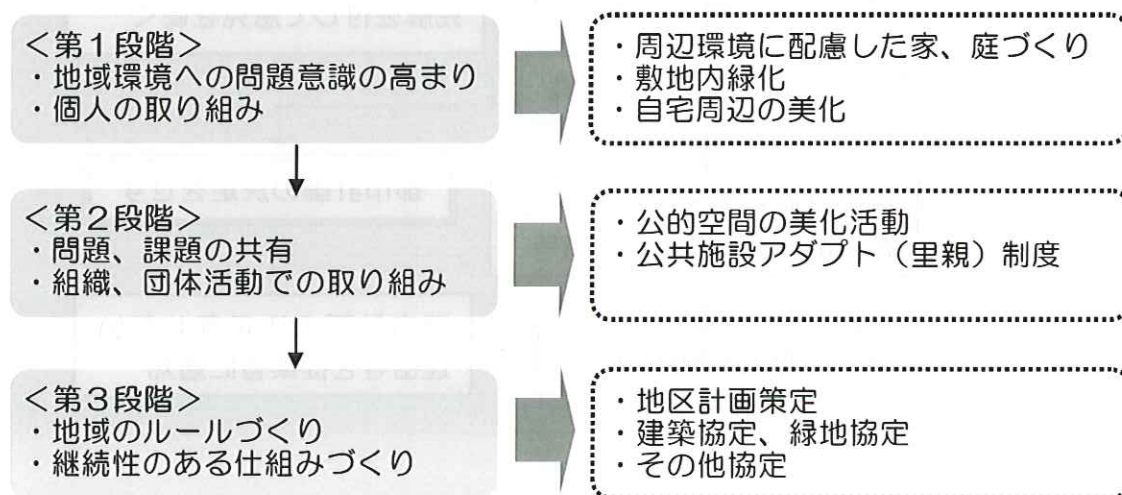 ＜第１段階＞
・地域環境への問題意識の高まり
・個人の取り組み
・周辺環境に配慮した家、庭づくり
・敷地内緑化
・自宅周辺の美化
＜第２段階＞
・問題、課題の共有
・組織、団体活動での取り組み
・公的空間の美化活動
・公共施設アダプト（里親）制度
＜第３段階＞
・地域のルールづくり
・継続性のある仕組みづくり
・地区計画策定
・建築協定、緑地協定
・その他協定